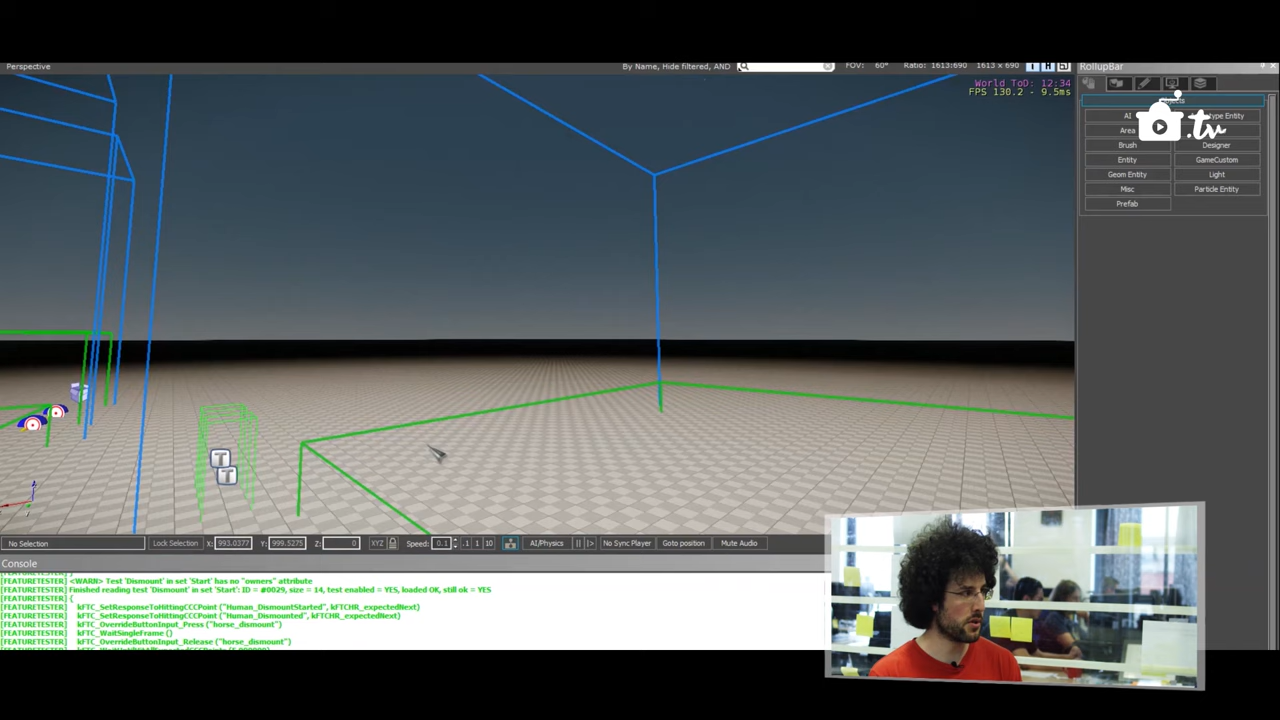 Perspective
By Name, Hide filtered, AND
FOV: 60°
Ratio: 1613:690
1613 x 690
RollupBar
World ToD: 12:34
FPS 130.2 - 9.5ms
AI
type Entity
Area
Brush
Designer
Entity
GameCustom
Geom Entity
Light
Misc
Particle Entity
Prefab
.tv
T
T
No Selection
Lock Selection
X: 993.0377
Y: 999.5275
Z: 0
XYZ
Speed: 0.1
.1 1 10
AI/Physics
No Sync Player
Goto position
Mute Audio
Console
[FEATURETESTER] <WARN> Test 'Dismount' in set 'Start' has no "owners" attribute
[FEATURETESTER] Finished reading test 'Dismount' in set 'Start': ID = #0029, size = 14, test enabled = YES, loaded OK, still ok = YES
[FEATURETESTER] {
[FEATURETESTER] kFTC_SetResponseToHittingCCCPoint ("Human_DismountStarted", kFTCHR_expectedNext)
[FEATURETESTER] kFTC_SetResponseToHittingCCCPoint ("Human_Dismounted", kFTCHR_expectedNext)
[FEATURETESTER] kFTC_OverrideButtonInput_Press ("horse_dismount")
[FEATURETESTER] kFTC_WaitSingleFrame {}
[FEATURETESTER] kFTC_OverrideButtonInput_Release ("horse_dismount")